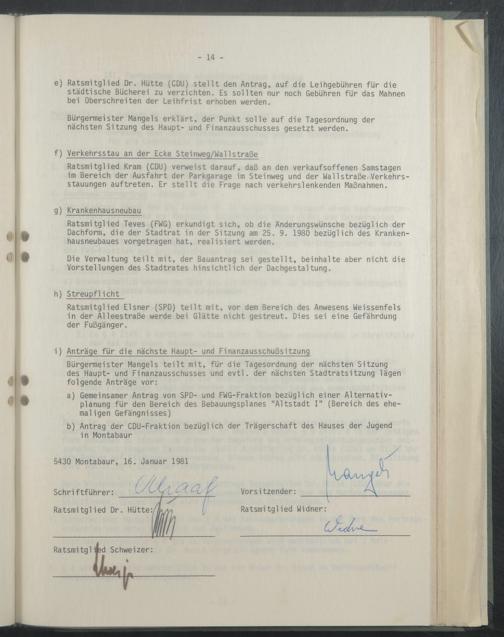 - 14 -
e) Ratsmitglied Dr. Hütte (CDU) stellt den Antrag, auf die Leihgebühren für die
städtische Bücherei zu verzichten. Es sollten nur noch Gebühren für das Mahnen
bei Überschreiten der Leihfrist erhoben werden.
Bürgermeister Mangels erklärt, der Punkt solle auf die Tagesordnung der
nächsten Sitzung des Haupt- und Finanzausschusses gesetzt werden.
f) Verkehrsstau an der Ecke Steinweg/Wallstraße
Ratsmitglied Kram (CDU) verweist darauf, daß an den verkaufsoffenen Samstagen
im Bereich der Ausfahrt der Parkgarage im Steinweg und der Wallstraße Verkehrs-
stauungen auftreten. Er stellt die Frage nach verkehrslenkenden Maßnahmen.
g) Krankenhausneubau
Ratsmitglied Teves (FWG) erkundigt sich, ob die Änderungswünsche bezüglich der
Dachform, die der Stadtrat in der Sitzung am 25. 9. 1980 bezüglich des Kranken-
hausneubaues vorgetragen hat, realisiert werden.
Die Verwaltung teilt mit, der Bauantrag sei gestellt, beinhalte aber nicht die
Vorstellungen des Stadtrates hinsichtlich der Dachgestaltung.
h) Streupflicht
Ratsmitglied Elsner (SPD) teilt mit, vor dem Bereich des Anwesens Weissenfels
in der Alleestraße werde bei Glätte nicht gestreut. Dies sei eine Gefährdung
der Fußgänger.
i) Anträge für die nächste Haupt- und Finanzausschußsitzung
Bürgermeister Mangels teilt mit, für die Tagesordnung der nächsten Sitzung
des Haupt- und Finanzausschusses und evtl. der nächsten Stadtratsitzung lägen
folgende Anträge vor:
a) Gemeinsamer Antrag von SPD- und FWG-Fraktion bezüglich einer Alternativ-
planung für den Bereich des Bebauungsplanes "Altstadt I" (Bereich des ehe-
maligen Gefängnisses)
b) Antrag der CDU-Fraktion bezüglich der Trägerschaft des Hauses der Jugend
in Montabaur
5430 Montabaur, 16. Januar 1981
Schriftführer:
Vorsitzender: Mangels
Ratsmitglied Dr. Hütte:
Ratsmitglied Widner:
Widner
Ratsmitglied Schweizer: